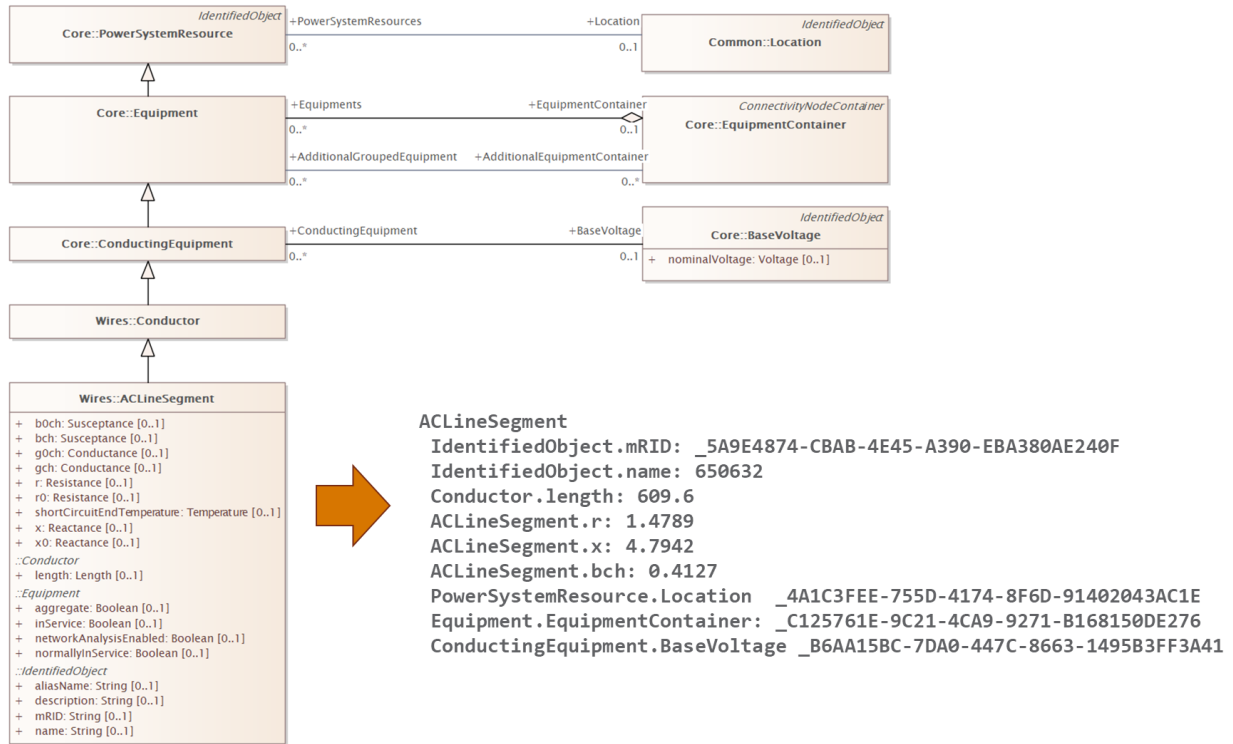 IdentifiedObject
Core::PowerSystemResource
+PowerSystemResources
+Location
0..*
0..1
IdentifiedObject
Common::Location
Core::Equipment
+Equipments
+EquipmentContainer
0..*
0..1
+AdditionalGroupedEquipment
+AdditionalEquipmentContainer
0..*
0..*
ConnectivityNodeContainer
Core::EquipmentContainer
Core::ConductingEquipment
+ConductingEquipment
+BaseVoltage
0..*
0..1
IdentifiedObject
Core::BaseVoltage
+ nominalVoltage: Voltage [0..1]
Wires::Conductor
Wires::ACLineSegment
+ b0ch: Susceptance [0..1]
+ bch: Susceptance [0..1]
+ g0ch: Conductance [0..1]
+ gch: Conductance [0..1]
+ r: Resistance [0..1]
+ r0: Resistance [0..1]
+ shortCircuitEndTemperature: Temperature [0..1]
+ x: Reactance [0..1]
+ x0: Reactance [0..1]
::Conductor
+ length: Length [0..1]
::Equipment
+ aggregate: Boolean [0..1]
+ inService: Boolean [0..1]
+ networkAnalysisEnabled: Boolean [0..1]
+ normallyInService: Boolean [0..1]
::IdentifiedObject
+ aliasName: String [0..1]
+ description: String [0..1]
+ mRID: String [0..1]
+ name: String [0..1]
ACLineSegment
IdentifiedObject.mRID: _5A9E4874-CBAB-4E45-A390-EBA380AE240F
IdentifiedObject.name: 650632
Conductor.length: 609.6
ACLineSegment.r: 1.4789
ACLineSegment.x: 4.7942
ACLineSegment.bch: 0.4127
PowerSystemResource.Location _4A1C3FEE-755D-4174-8F6D-91402043AC1E
Equipment.EquipmentContainer: _C125761E-9C21-4CA9-9271-B168150DE276
ConductingEquipment.BaseVoltage _B6AA15BC-7DA0-447C-8663-1495B3FF3A41